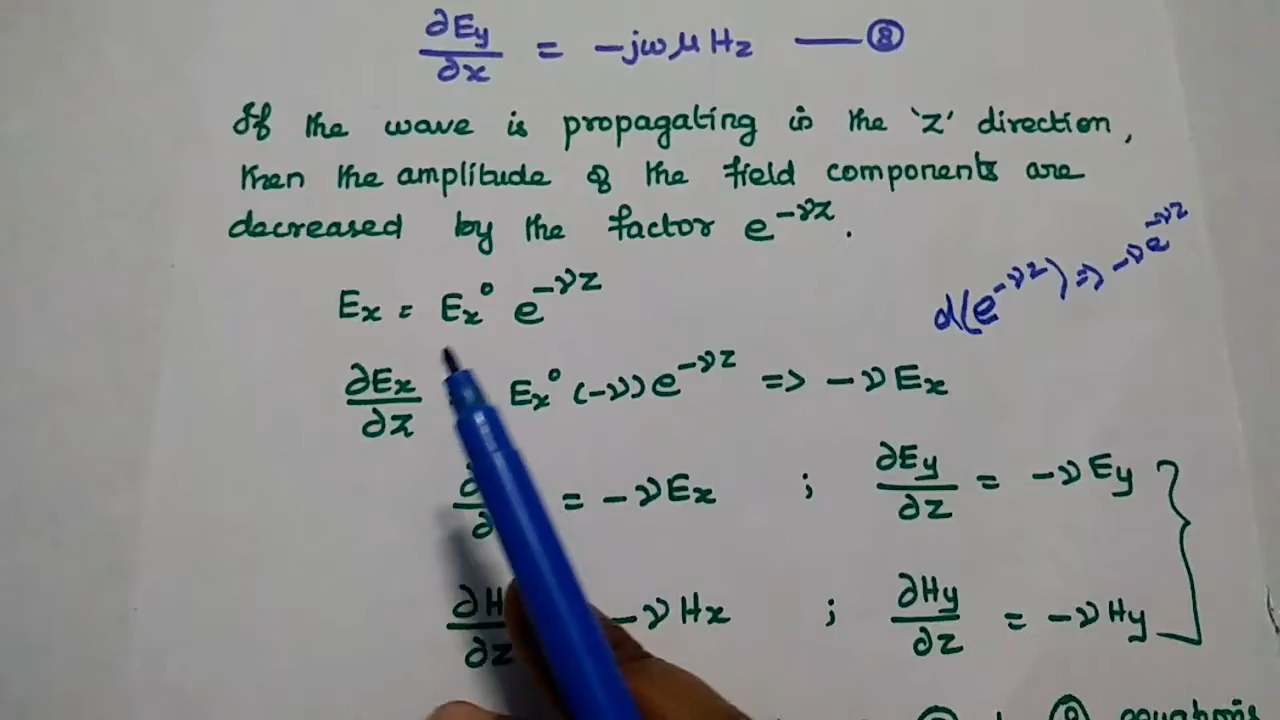 ∂Ey/∂x = -jωμHz —— ⑧
If the wave is propagating in the 'z' direction,
then the amplitude of the field components are
decreased by the factor e^-γz.
d(e^-γz) => -γe^-γz
Ex = Ex° e^-γz
∂Ex/∂z Ex° (-γ) e^-γz => -γEx
= -γEx ; ∂Ey/∂z = -γEy
∂H/∂z -γHx ; ∂Hy/∂z = -γHy
equations